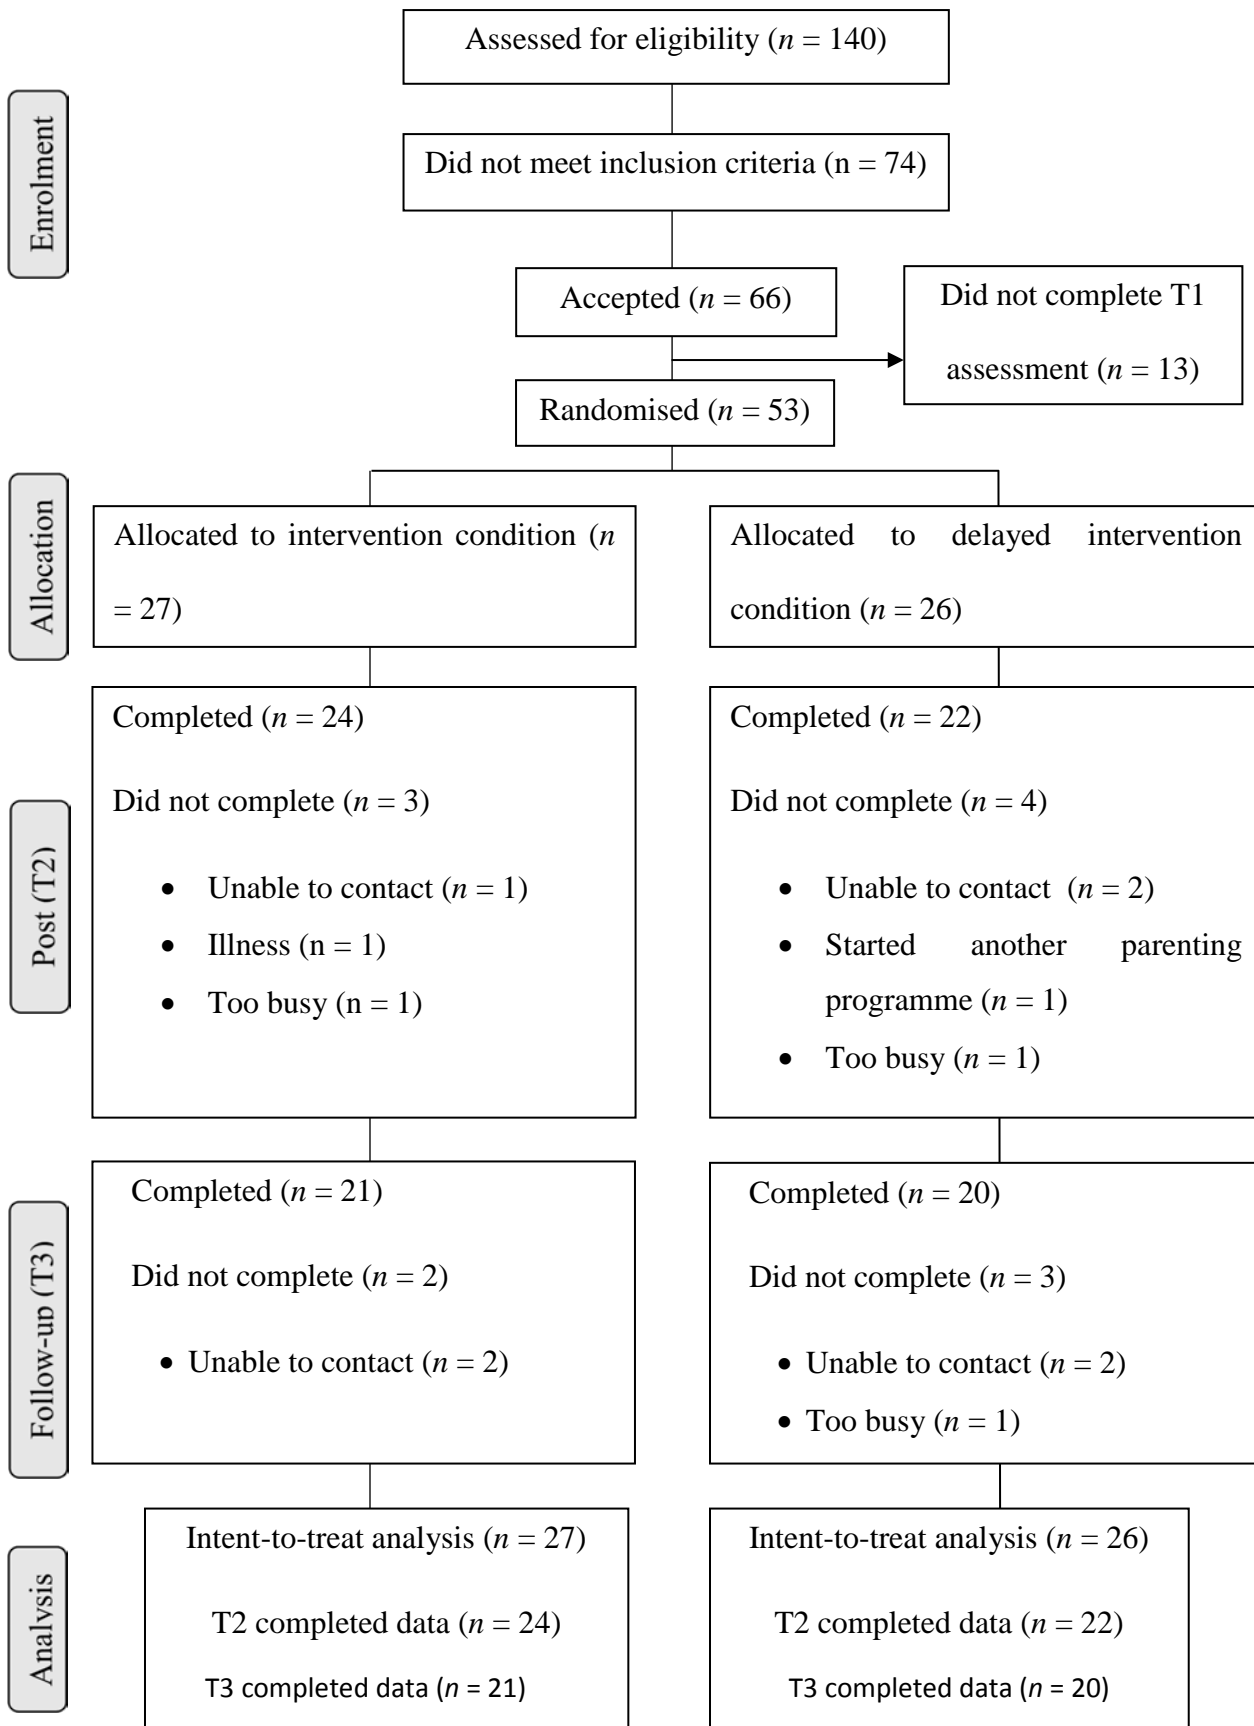 Assessed for eligibility (n = 140)
Enrolment
Did not meet inclusion criteria (n = 74)
Accepted (n = 66)
Did not complete T1
assessment (n = 13)
Randomised (n = 53)
Allocation
Allocated to intervention condition (n
= 27)
Allocated to delayed intervention
condition (n = 26)
Post (T2)
Completed (n = 24)
Did not complete (n = 3)
• Unable to contact (n = 1)
• Illness (n = 1)
• Too busy (n = 1)
Completed (n = 22)
Did not complete (n = 4)
• Unable to contact (n = 2)
• Started another parenting
programme (n = 1)
• Too busy (n = 1)
Follow-up (T3)
Completed (n = 21)
Did not complete (n = 2)
• Unable to contact (n = 2)
Completed (n = 20)
Did not complete (n = 3)
• Unable to contact (n = 2)
• Too busy (n = 1)
Analysis
Intent-to-treat analysis (n = 27)
T2 completed data (n = 24)
T3 completed data (n = 21)
Intent-to-treat analysis (n = 26)
T2 completed data (n = 22)
T3 completed data (n = 20)